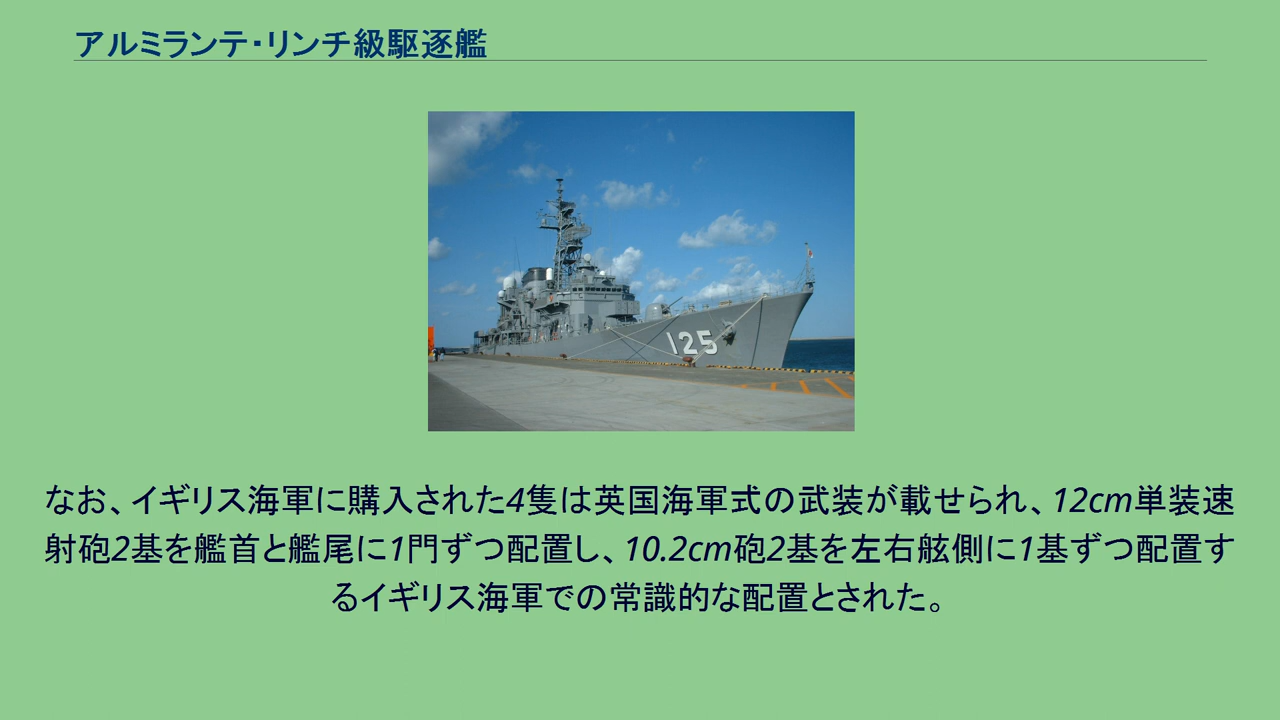 アルミランテ・リンチ級駆逐艦
125
なお、イギリス海軍に購入された4隻は英国海軍式の武装が載せられ、12cm単装速
射砲2基を艦首と艦尾に1門ずつ配置し、10.2cm砲2基を左右舷側に1基ずつ配置す
るイギリス海軍での常識的な配置とされた。